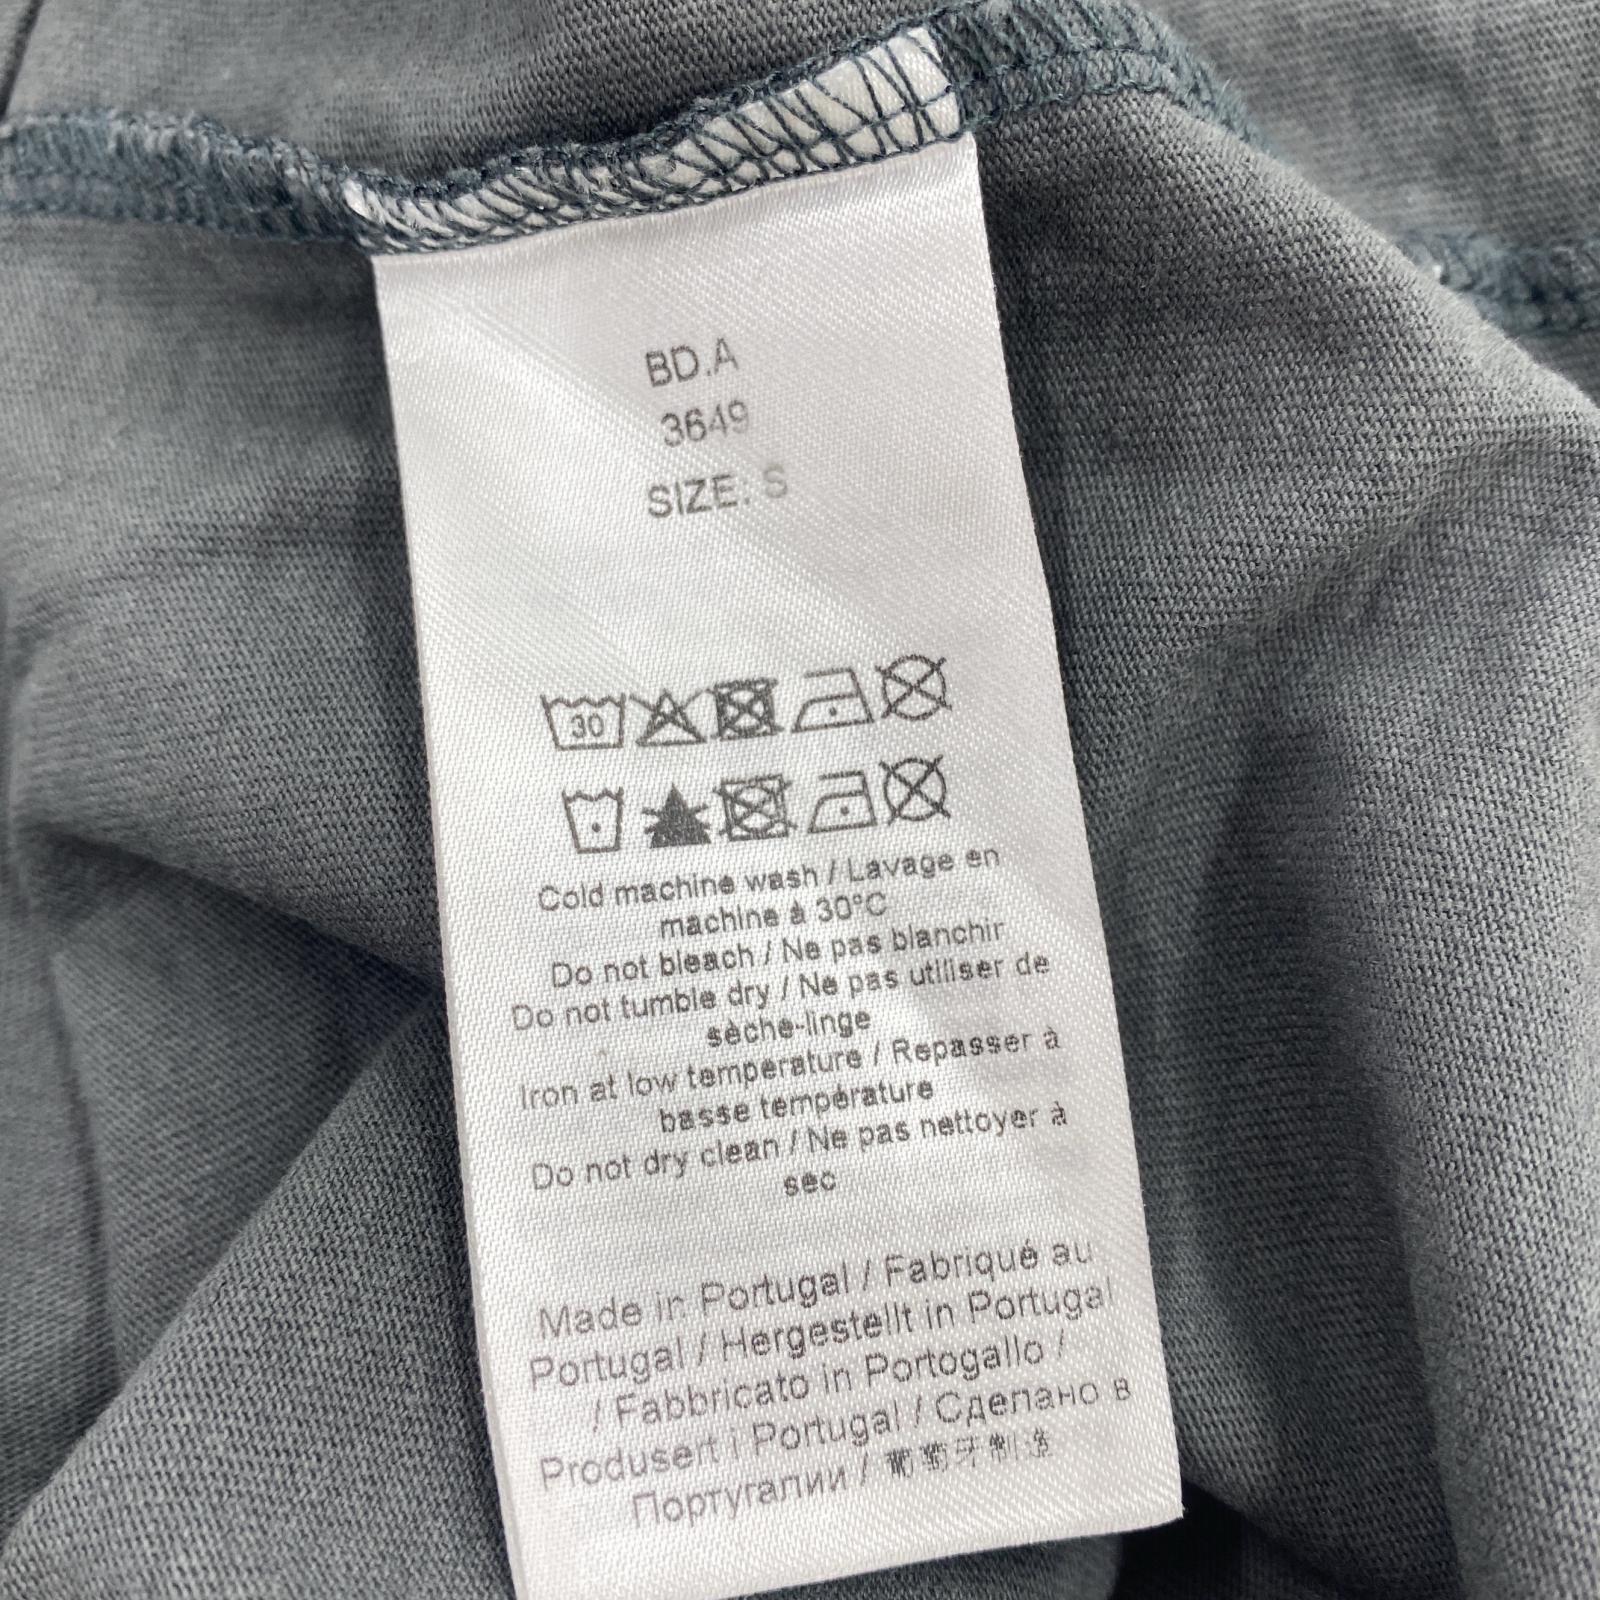 BD.A
3649
SIZE: S
30
Cold machine wash / Lavage en
machine à 30°C
Do not bleach / Ne pas blanchir
Do not tumble dry / Ne pas utiliser de
sèche-linge
Iron at low temperature / Repasser à
basse température
Do not dry clean / Ne pas nettoyer à
sec
Made in Portugal / Fabriqué au
Portugal / Hergestellt in Portugal
/ Fabbricato in Portogallo /
Produsert i Portugal / Сделано в
Португалии / 葡萄牙制造